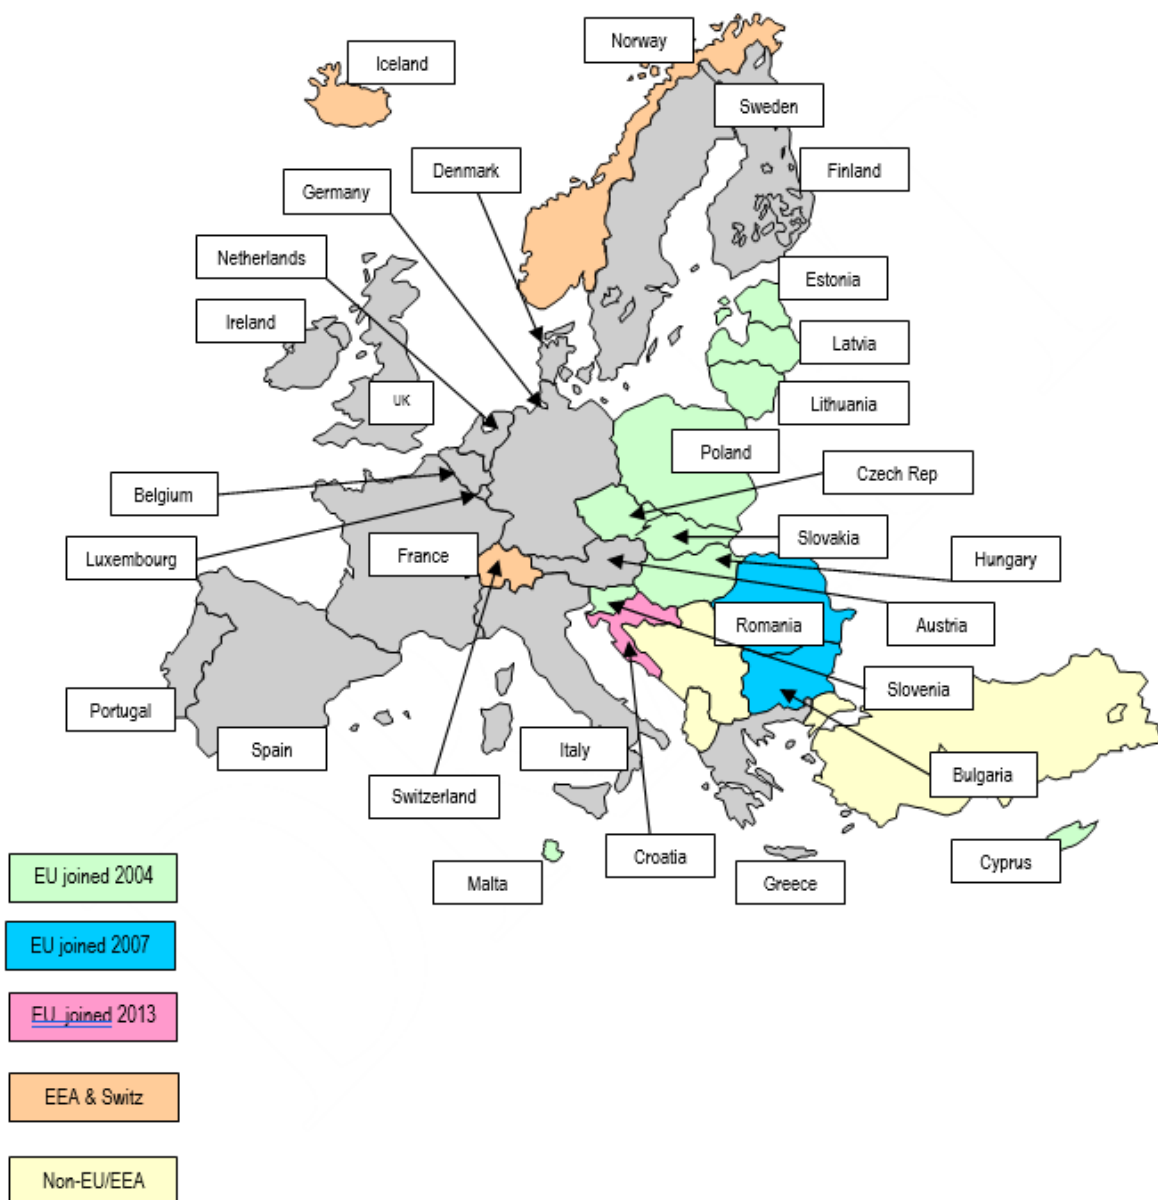 Norway
Iceland
Sweden
Denmark
Finland
Germany
Netherlands
Estonia
Ireland
Latvia
UK
Lithuania
Poland
Czech Rep
Belgium
Slovakia
Luxembourg
France
Hungary
Romania
Austria
Slovenia
Portugal
Spain
Italy
Bulgaria
Switzerland
Croatia
Cyprus
Malta
Greece
EU joined 2004
EU joined 2007
EU joined 2013
EEA & Switz
Non-EU/EEA